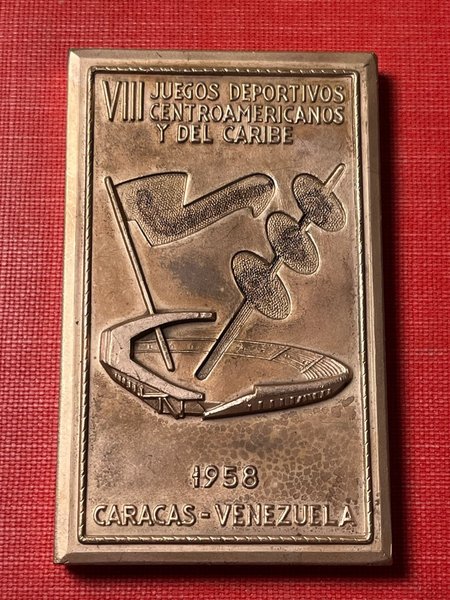 VIII JUEGOS DEPORTIVOS
CENTROAMERICANOS
Y DEL CARIBE
1958
CARACAS - VENEZUELA